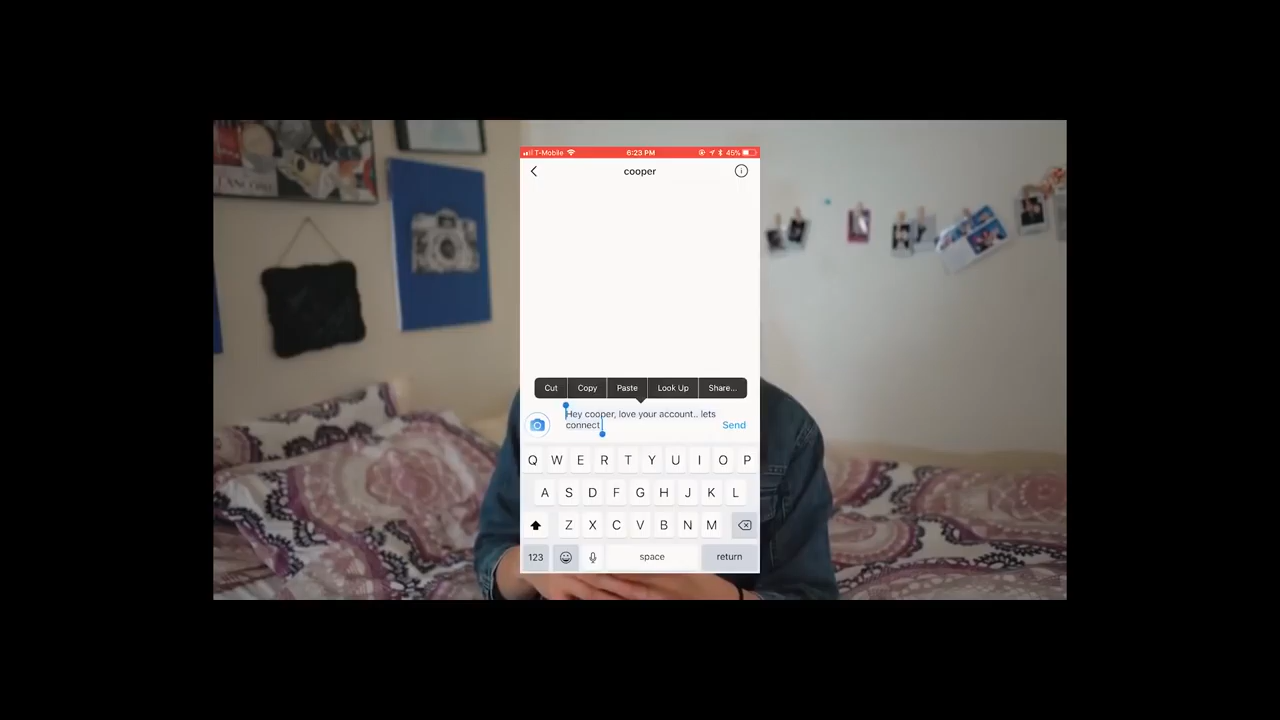 LANCÔME
T-Mobile 6:23 PM 45%
cooper
Cut Copy Paste Look Up Share...
Hey cooper, love your account.. lets
connect
Send
Q W E R T Y U I O P
A S D F G H J K L
Z X C V B N M
123 space return